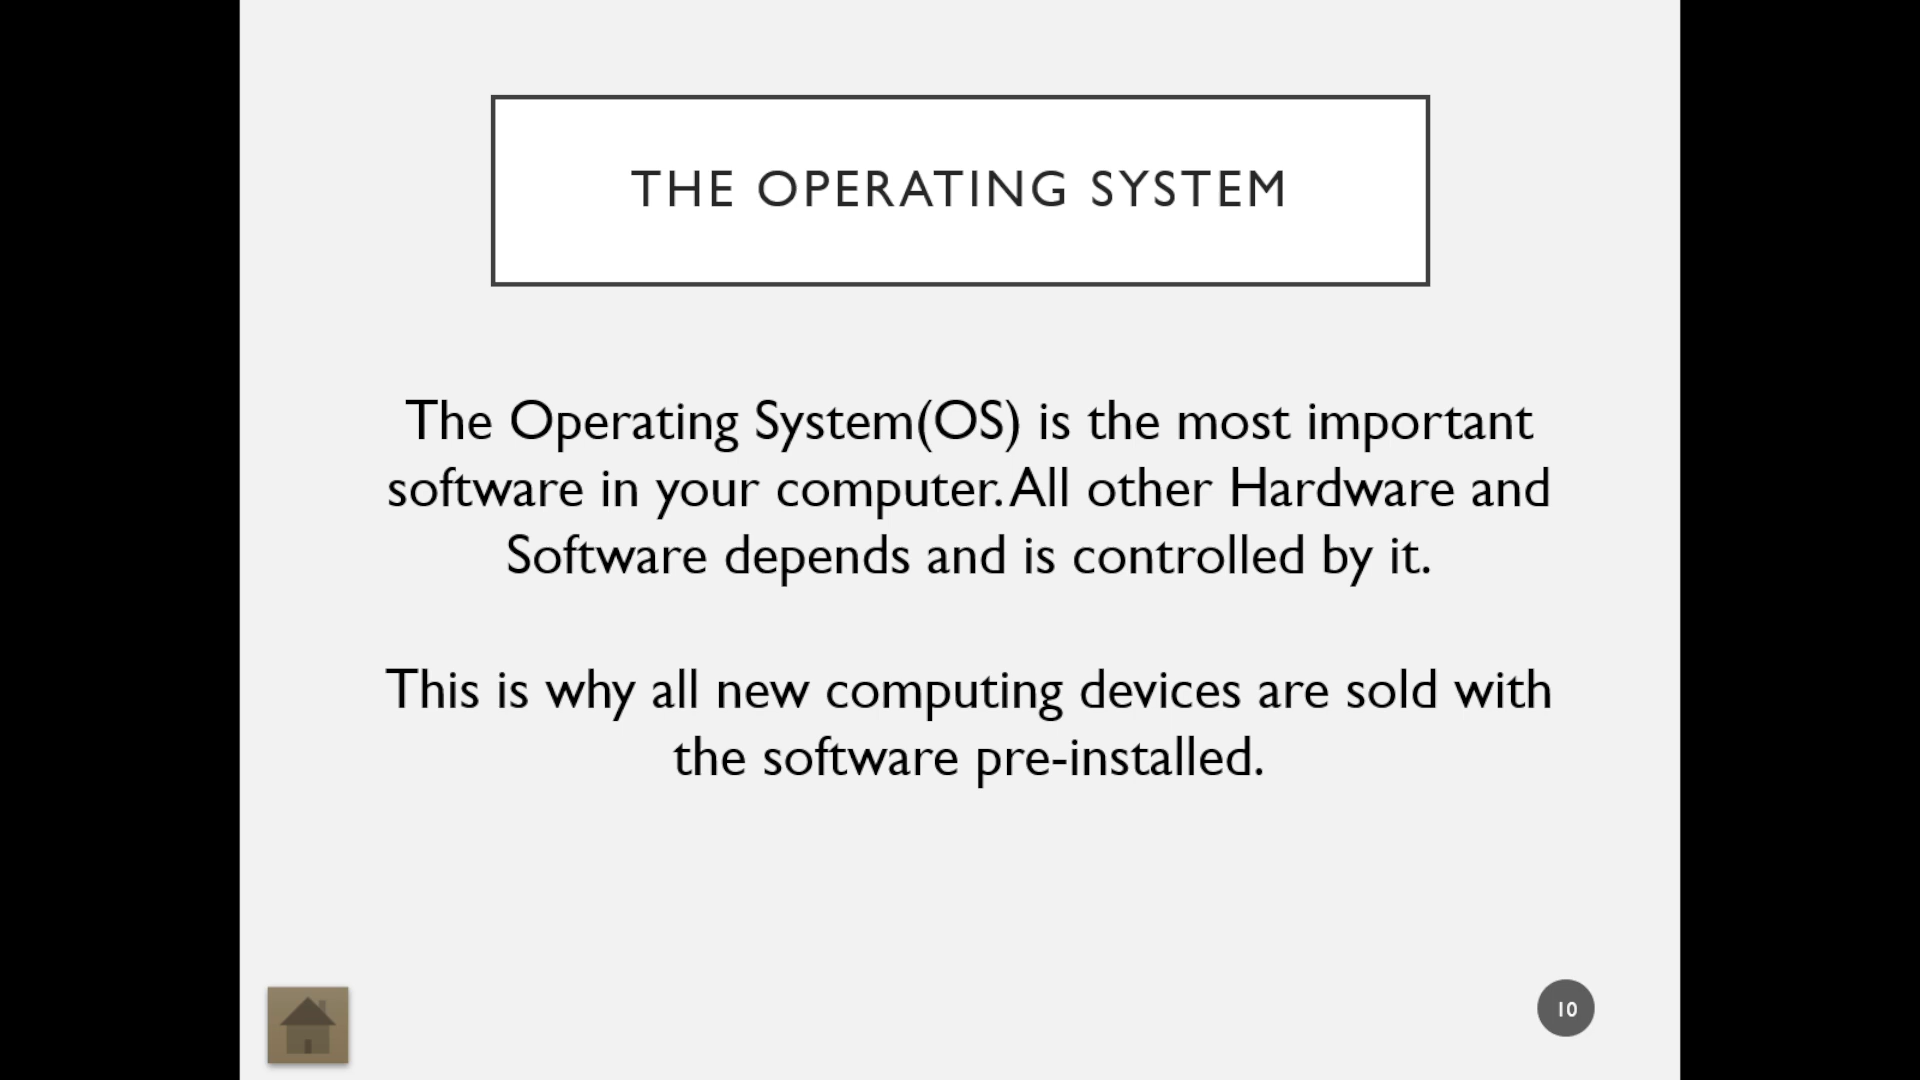 THE OPERATING SYSTEM
The Operating System(OS) is the most important
software in your computer. All other Hardware and
Software depends and is controlled by it.
This is why all new computing devices are sold with
the software pre-installed.
10